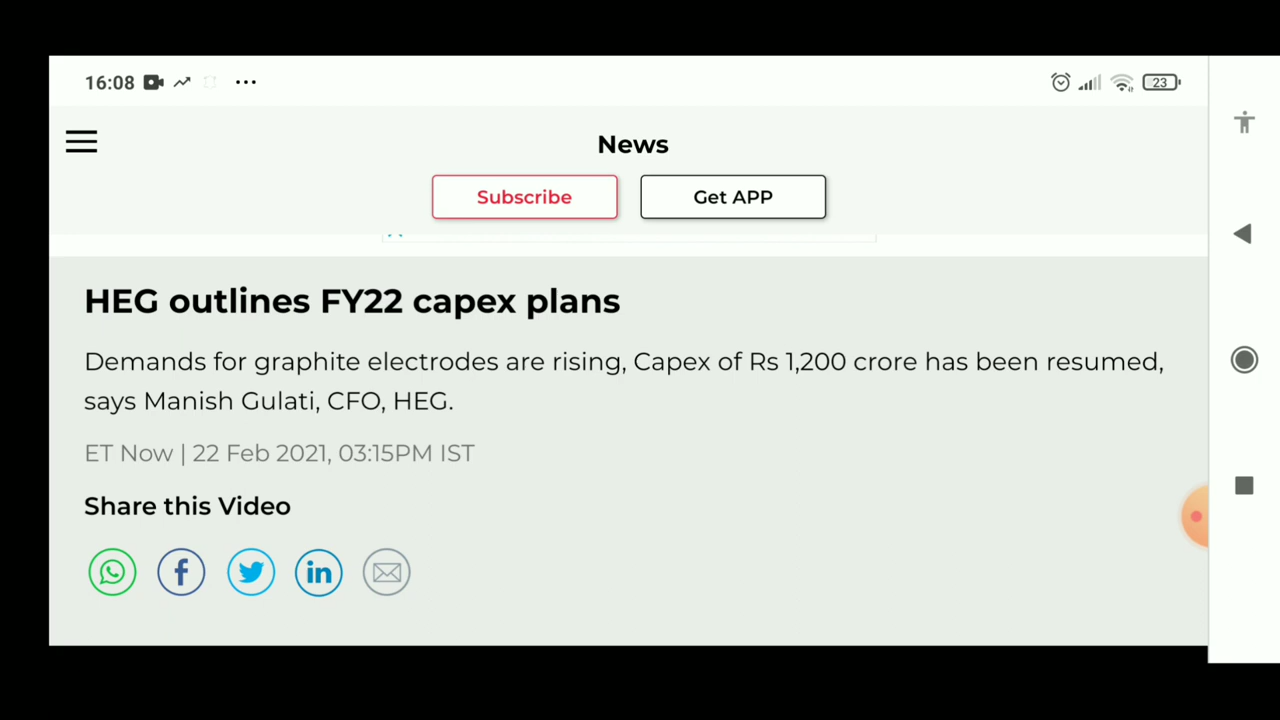 16:08 ... 23
News
Subscribe Get APP
HEG outlines FY22 capex plans
Demands for graphite electrodes are rising, Capex of Rs 1,200 crore has been resumed,
says Manish Gulati, CFO, HEG.
ET Now | 22 Feb 2021, 03:15PM IST
Share this Video